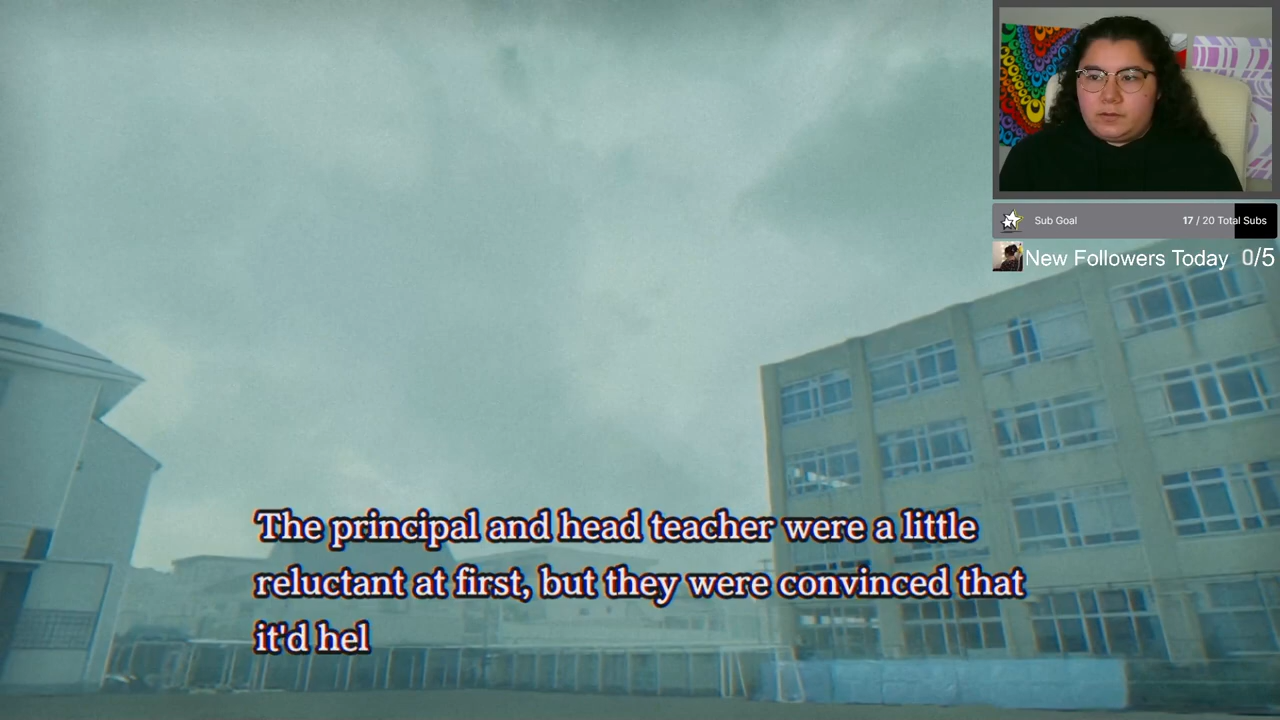 Sub Goal 17 / 20 Total Subs
New Followers Today 0/5
The principal and head teacher were a little
reluctant at first, but they were convinced that
it'd hel